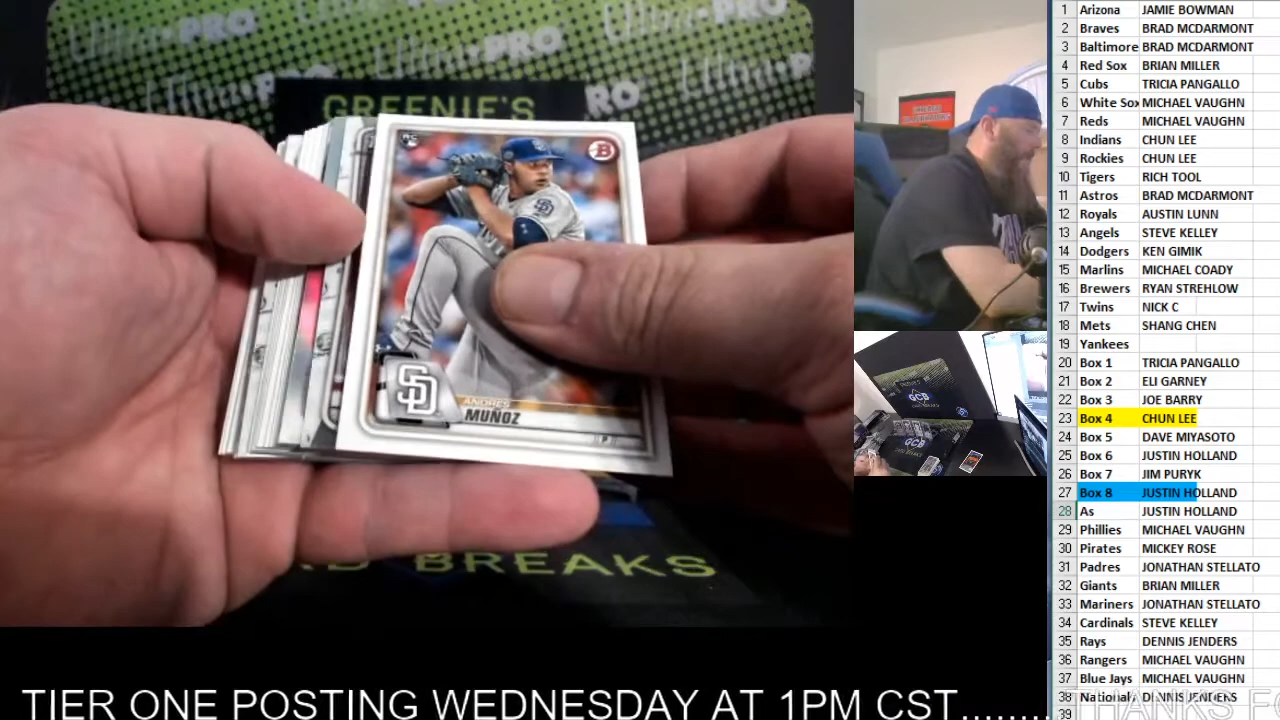 Ultra·PRO
PRO
GREENIE'S
RO
RC
B
SD
SD
ANDRES
MUÑOZ
BREAKS
GCB
GCB
1 Arizona JAMIE BOWMAN
2 Braves BRAD MCDARMONT
3 Baltimore BRAD MCDARMONT
4 Red Sox BRIAN MILLER
5 Cubs TRICIA PANGALLO
6 White Sox MICHAEL VAUGHN
7 Reds MICHAEL VAUGHN
8 Indians CHUN LEE
9 Rockies CHUN LEE
10 Tigers RICH TOOL
11 Astros BRAD MCDARMONT
12 Royals AUSTIN LUNN
13 Angels STEVE KELLEY
14 Dodgers KEN GIMIK
15 Marlins MICHAEL COADY
16 Brewers RYAN STREHLOW
17 Twins NICK C
18 Mets SHANG CHEN
19 Yankees
20 Box 1 TRICIA PANGALLO
21 Box 2 ELI GARNEY
22 Box 3 JOE BARRY
23 Box 4 CHUN LEE
24 Box 5 DAVE MIYASOTO
25 Box 6 JUSTIN HOLLAND
26 Box 7 JIM PURYK
27 Box 8 JUSTIN HOLLAND
28 As JUSTIN HOLLAND
29 Phillies MICHAEL VAUGHN
30 Pirates MICKEY ROSE
31 Padres JONATHAN STELLATO
32 Giants BRIAN MILLER
33 Mariners JONATHAN STELLATO
34 Cardinals STEVE KELLEY
35 Rays DENNIS JENDERS
36 Rangers MICHAEL VAUGHN
37 Blue Jays MICHAEL VAUGHN
38 Nationals DENNIS JENDERS
39
TIER ONE POSTING WEDNESDAY AT 1PM CST........THANKS FO